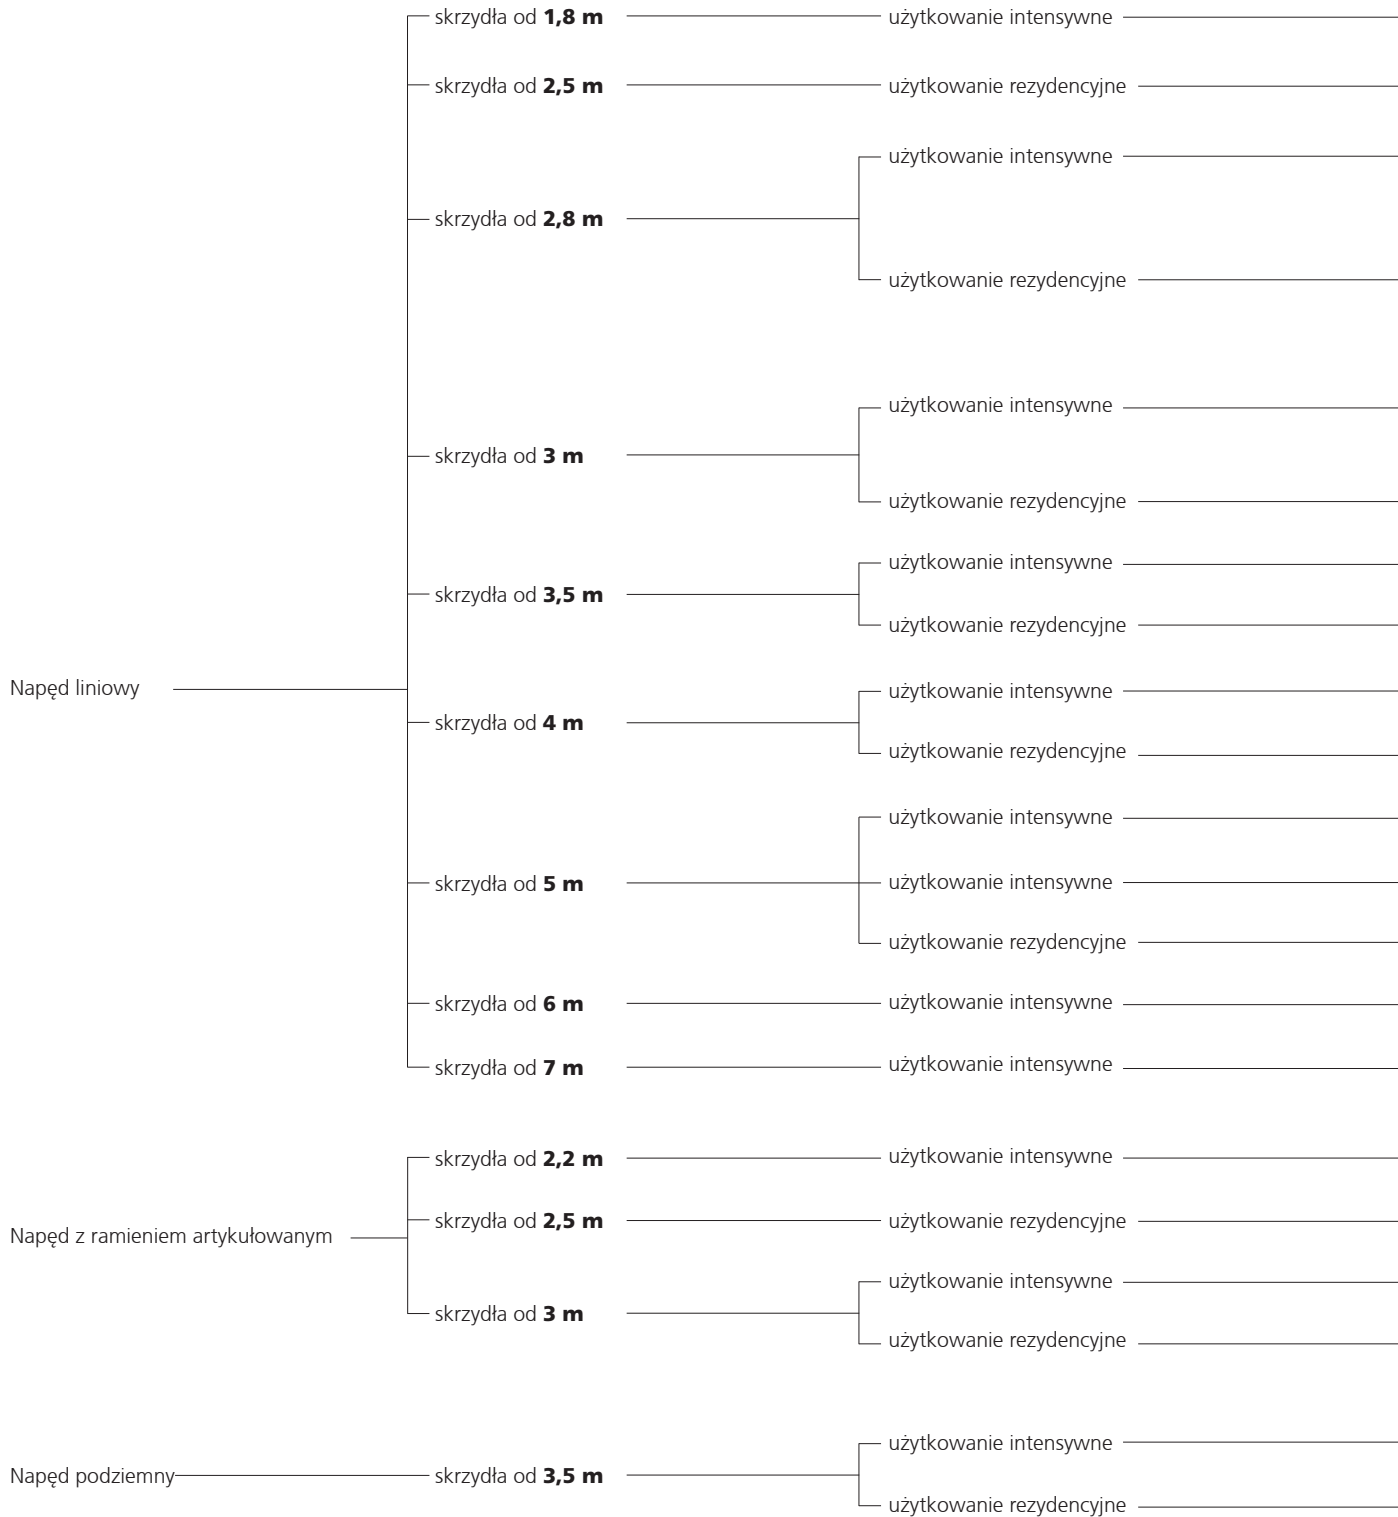 skrzydła od 1,8 m użytkowanie intensywne
skrzydła od 2,5 m użytkowanie rezydencyjne
użytkowanie intensywne
skrzydła od 2,8 m
użytkowanie rezydencyjne
użytkowanie intensywne
skrzydła od 3 m
użytkowanie rezydencyjne
użytkowanie intensywne
skrzydła od 3,5 m
użytkowanie rezydencyjne
Napęd liniowy
użytkowanie intensywne
skrzydła od 4 m
użytkowanie rezydencyjne
użytkowanie intensywne
skrzydła od 5 m użytkowanie intensywne
użytkowanie rezydencyjne
skrzydła od 6 m użytkowanie intensywne
skrzydła od 7 m użytkowanie intensywne
skrzydła od 2,2 m użytkowanie intensywne
skrzydła od 2,5 m użytkowanie rezydencyjne
Napęd z ramieniem artykułowanym
użytkowanie intensywne
skrzydła od 3 m
użytkowanie rezydencyjne
użytkowanie intensywne
Napęd podziemny skrzydła od 3,5 m
użytkowanie rezydencyjne